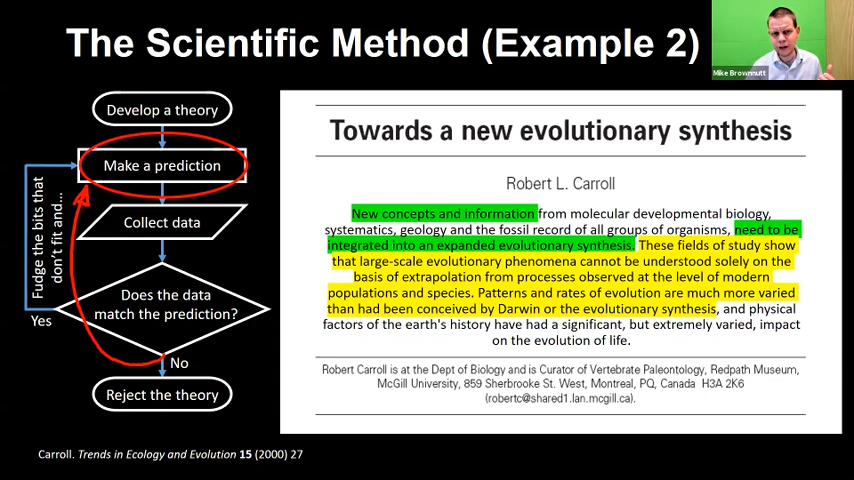 The Scientific Method (Example 2)
Mike Brownnutt
Develop a theory
Make a prediction
Collect data
Fudge the bits that
don't fit and...
Does the data
match the prediction?
Yes
No
Reject the theory
Towards a new evolutionary synthesis
Robert L. Carroll
New concepts and information from molecular developmental biology,
systematics, geology and the fossil record of all groups of organisms, need to be
integrated into an expanded evolutionary synthesis. These fields of study show
that large-scale evolutionary phenomena cannot be understood solely on the
basis of extrapolation from processes observed at the level of modern
populations and species. Patterns and rates of evolution are much more varied
than had been conceived by Darwin or the evolutionary synthesis, and physical
factors of the earth's history have had a significant, but extremely varied, impact
on the evolution of life.
Robert Carroll is at the Dept of Biology and is Curator of Vertebrate Paleontology, Redpath Museum,
McGill University, 859 Sherbrooke St. West, Montreal, PQ, Canada H3A 2K6
(robertc@shared1.lan.mcgill.ca).
Carroll. Trends in Ecology and Evolution 15 (2000) 27